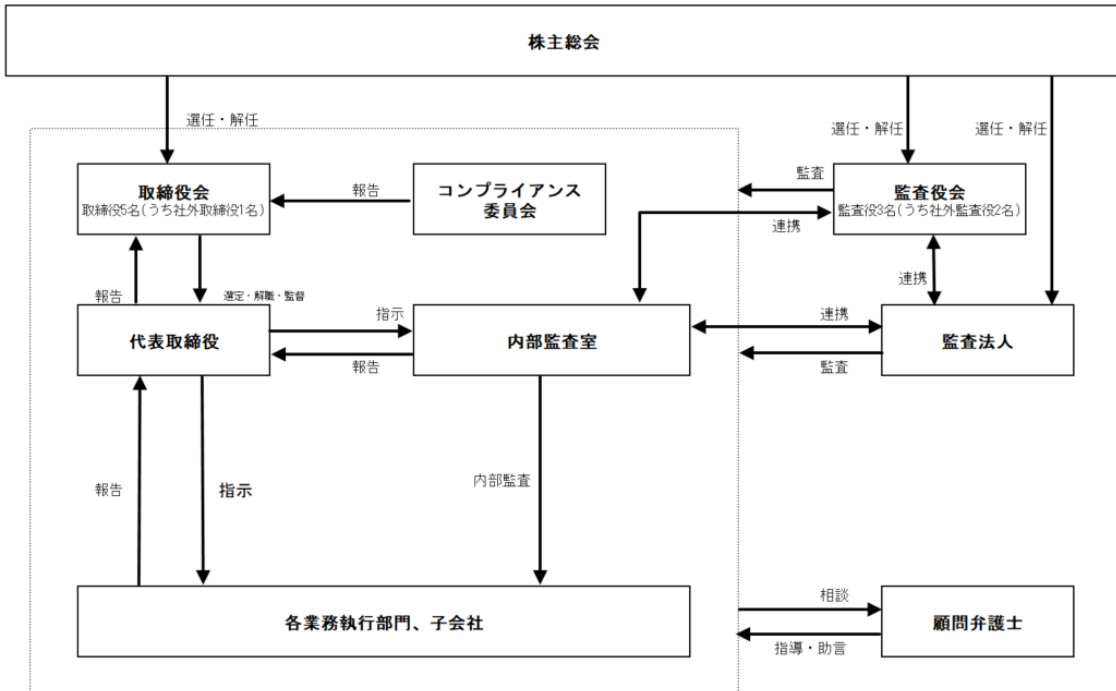 株主総会
選任・解任
選任・解任
選任・解任
取締役会
取締役5名(うち社外取締役1名)
報告
コンプライアンス
委員会
監査
監査役会
監査役3名(うち社外監査役2名)
連携
連携
報告
選定・解職・監督
代表取締役
指示
報告
内部監査室
連携
監査
監査法人
報告
指示
内部監査
各業務執行部門、子会社
相談
指導・助言
顧問弁護士